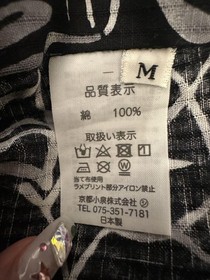 M
品質表示
綿 100%
取扱い表示
当て布使用
ラメプリント部分アイロン禁止
京都小泉株式会社
TEL 075-351-7181
日本製